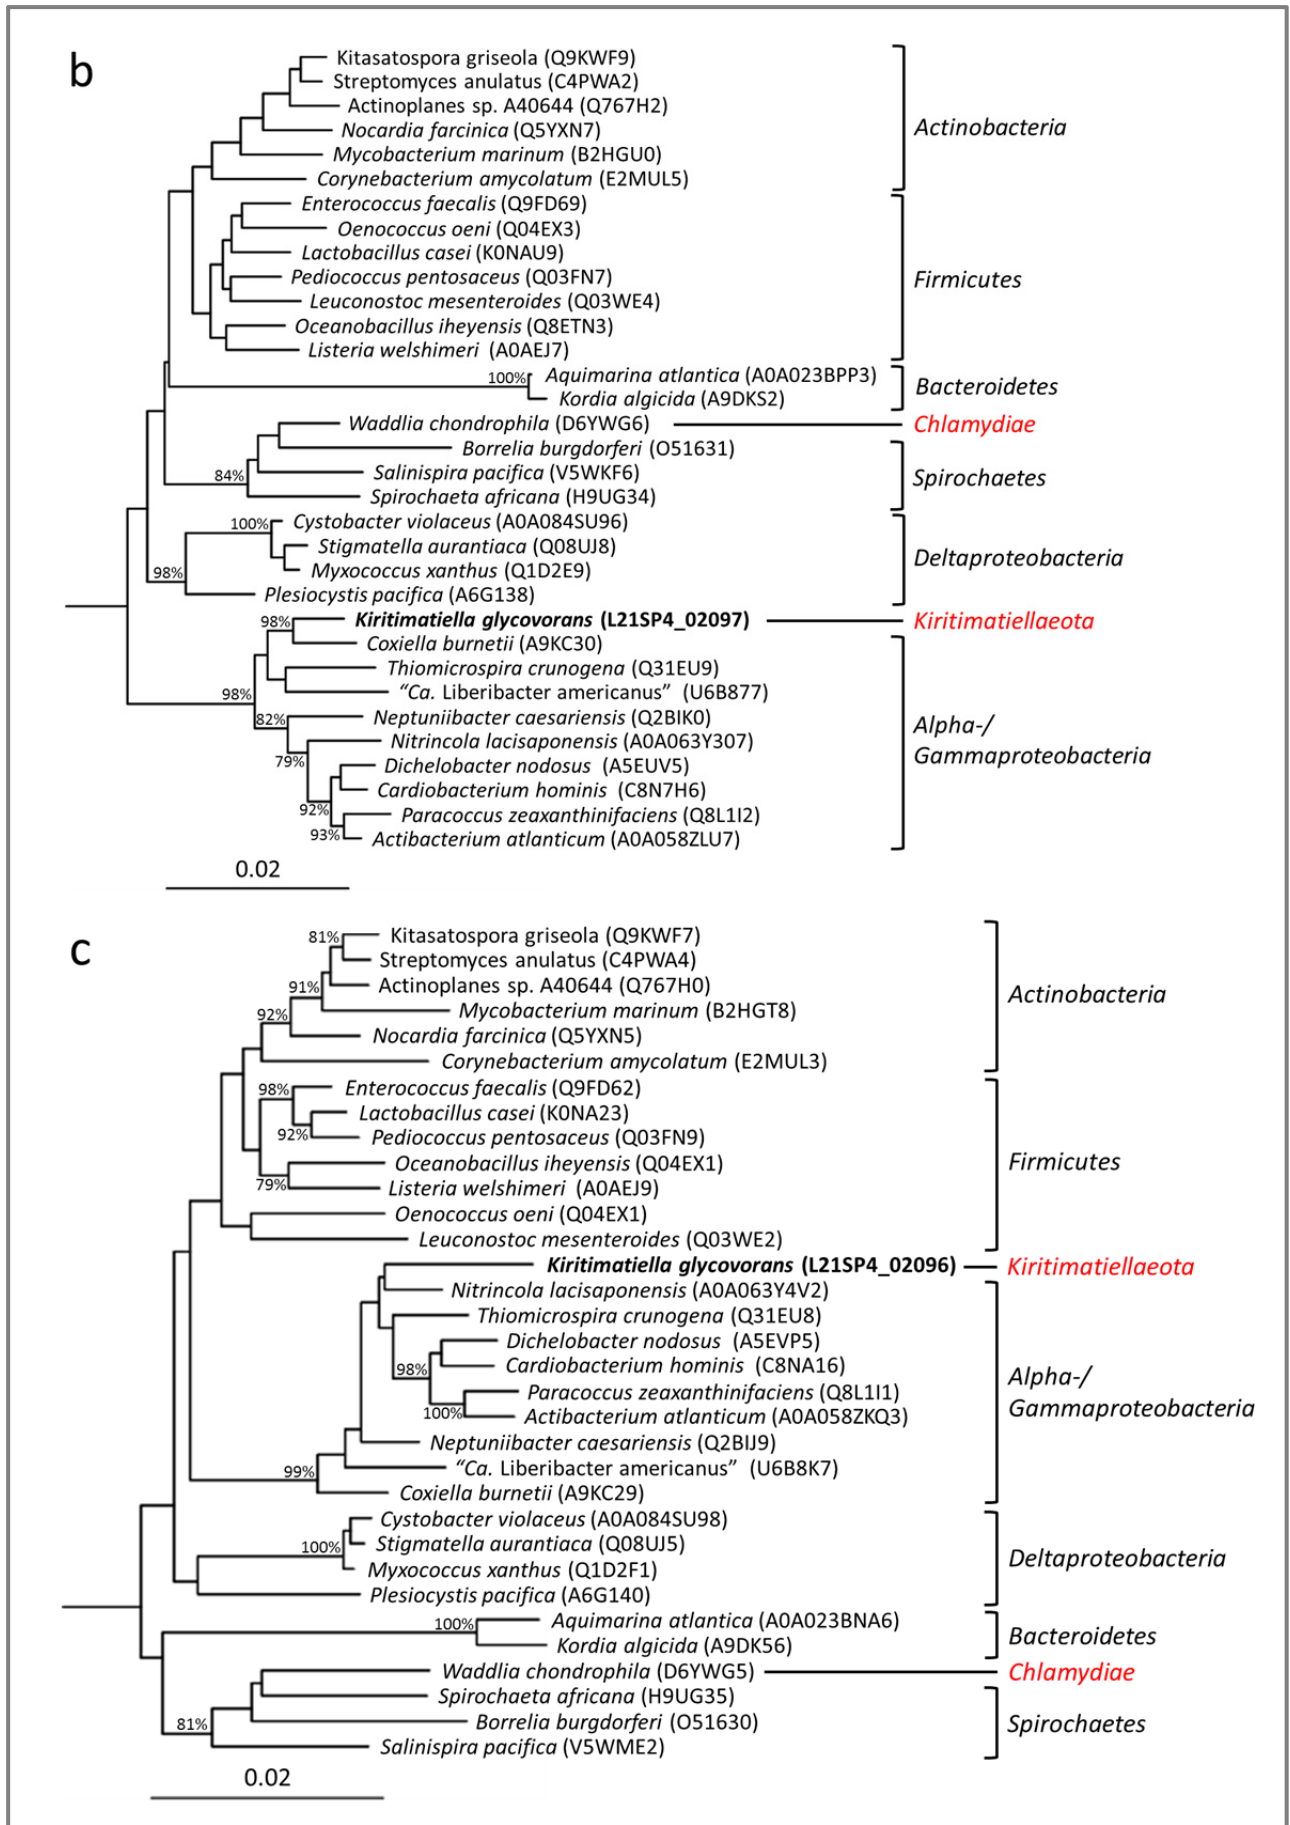 b
Kitasatospora griseola (Q9KWF9)
Streptomyces anulatus (C4PWA2)
Actinoplanes sp. A40644 (Q767H2)
Nocardia farcinica (Q5YXN7)
Mycobacterium marinum (B2HGU0)
Corynebacterium amycolatum (E2MUL5)
Actinobacteria
Enterococcus faecalis (Q9FD69)
Oenococcus oeni (Q04EX3)
Lactobacillus casei (K0NAU9)
Pediococcus pentosaceus (Q03FN7)
Leuconostoc mesenteroides (Q03WE4)
Oceanobacillus iheyensis (Q8ETN3)
Listeria welshimeri (A0AEJ7)
Firmicutes
100%
Aquimarina atlantica (A0A023BPP3)
Kordia algicida (A9DKS2)
Bacteroidetes
Waddlia chondrophila (D6YWG6)
Chlamydiae
84%
Borrelia burgdorferi (O51631)
Salinispira pacifica (V5WKF6)
Spirochaeta africana (H9UG34)
Spirochaetes
98%
100%
Cystobacter violaceus (A0A084SU96)
Stigmatella aurantiaca (Q08UJ8)
Myxococcus xanthus (Q1D2E9)
Plesiocystis pacifica (A6G138)
Deltaproteobacteria
98%
98%
Kiritimatiella glycovorans (L21SP4_02097)
Kiritimatiellaeota
Coxiella burnetii (A9KC30)
Thiomicrospira crunogena (Q31EU9)
“Ca. Liberibacter americanus” (U6B877)
82%
Neptuniibacter caesariensis (Q2BIK0)
79%
Nitrincola lacisaponensis (A0A063Y307)
92%
Dichelobacter nodosus (A5EUV5)
Cardiobacterium hominis (C8N7H6)
93%
Paracoccus zeaxanthinifaciens (Q8L1I2)
Actibacterium atlanticum (A0A058ZLU7)
Alpha-/
Gammaproteobacteria
0.02
c
81%
Kitasatospora griseola (Q9KWF7)
Streptomyces anulatus (C4PWA4)
91%
Actinoplanes sp. A40644 (Q767H0)
Mycobacterium marinum (B2HGT8)
92%
Nocardia farcinica (Q5YXN5)
Corynebacterium amycolatum (E2MUL3)
Actinobacteria
98%
Enterococcus faecalis (Q9FD62)
Lactobacillus casei (K0NA23)
92%
Pediococcus pentosaceus (Q03FN9)
Oceanobacillus iheyensis (Q04EX1)
79%
Listeria welshimeri (A0AEJ9)
Oenococcus oeni (Q04EX1)
Leuconostoc mesenteroides (Q03WE2)
Firmicutes
Kiritimatiella glycovorans (L21SP4_02096)
Kiritimatiellaeota
Nitrincola lacisaponensis (A0A063Y4V2)
Thiomicrospira crunogena (Q31EU8)
98%
Dichelobacter nodosus (A5EVP5)
Cardiobacterium hominis (C8NA16)
100%
Paracoccus zeaxanthinifaciens (Q8L1I1)
Actibacterium atlanticum (A0A058ZKQ3)
Neptuniibacter caesariensis (Q2BIJ9)
99%
“Ca. Liberibacter americanus” (U6B8K7)
Coxiella burnetii (A9KC29)
Alpha-/
Gammaproteobacteria
100%
Cystobacter violaceus (A0A084SU98)
Stigmatella aurantiaca (Q08UJ5)
Myxococcus xanthus (Q1D2F1)
Plesiocystis pacifica (A6G140)
Deltaproteobacteria
100%
Aquimarina atlantica (A0A023BNA6)
Kordia algicida (A9DK56)
Bacteroidetes
Waddlia chondrophila (D6YWG5)
Chlamydiae
81%
Spirochaeta africana (H9UG35)
Borrelia burgdorferi (O51630)
Salinispira pacifica (V5WME2)
Spirochaetes
0.02